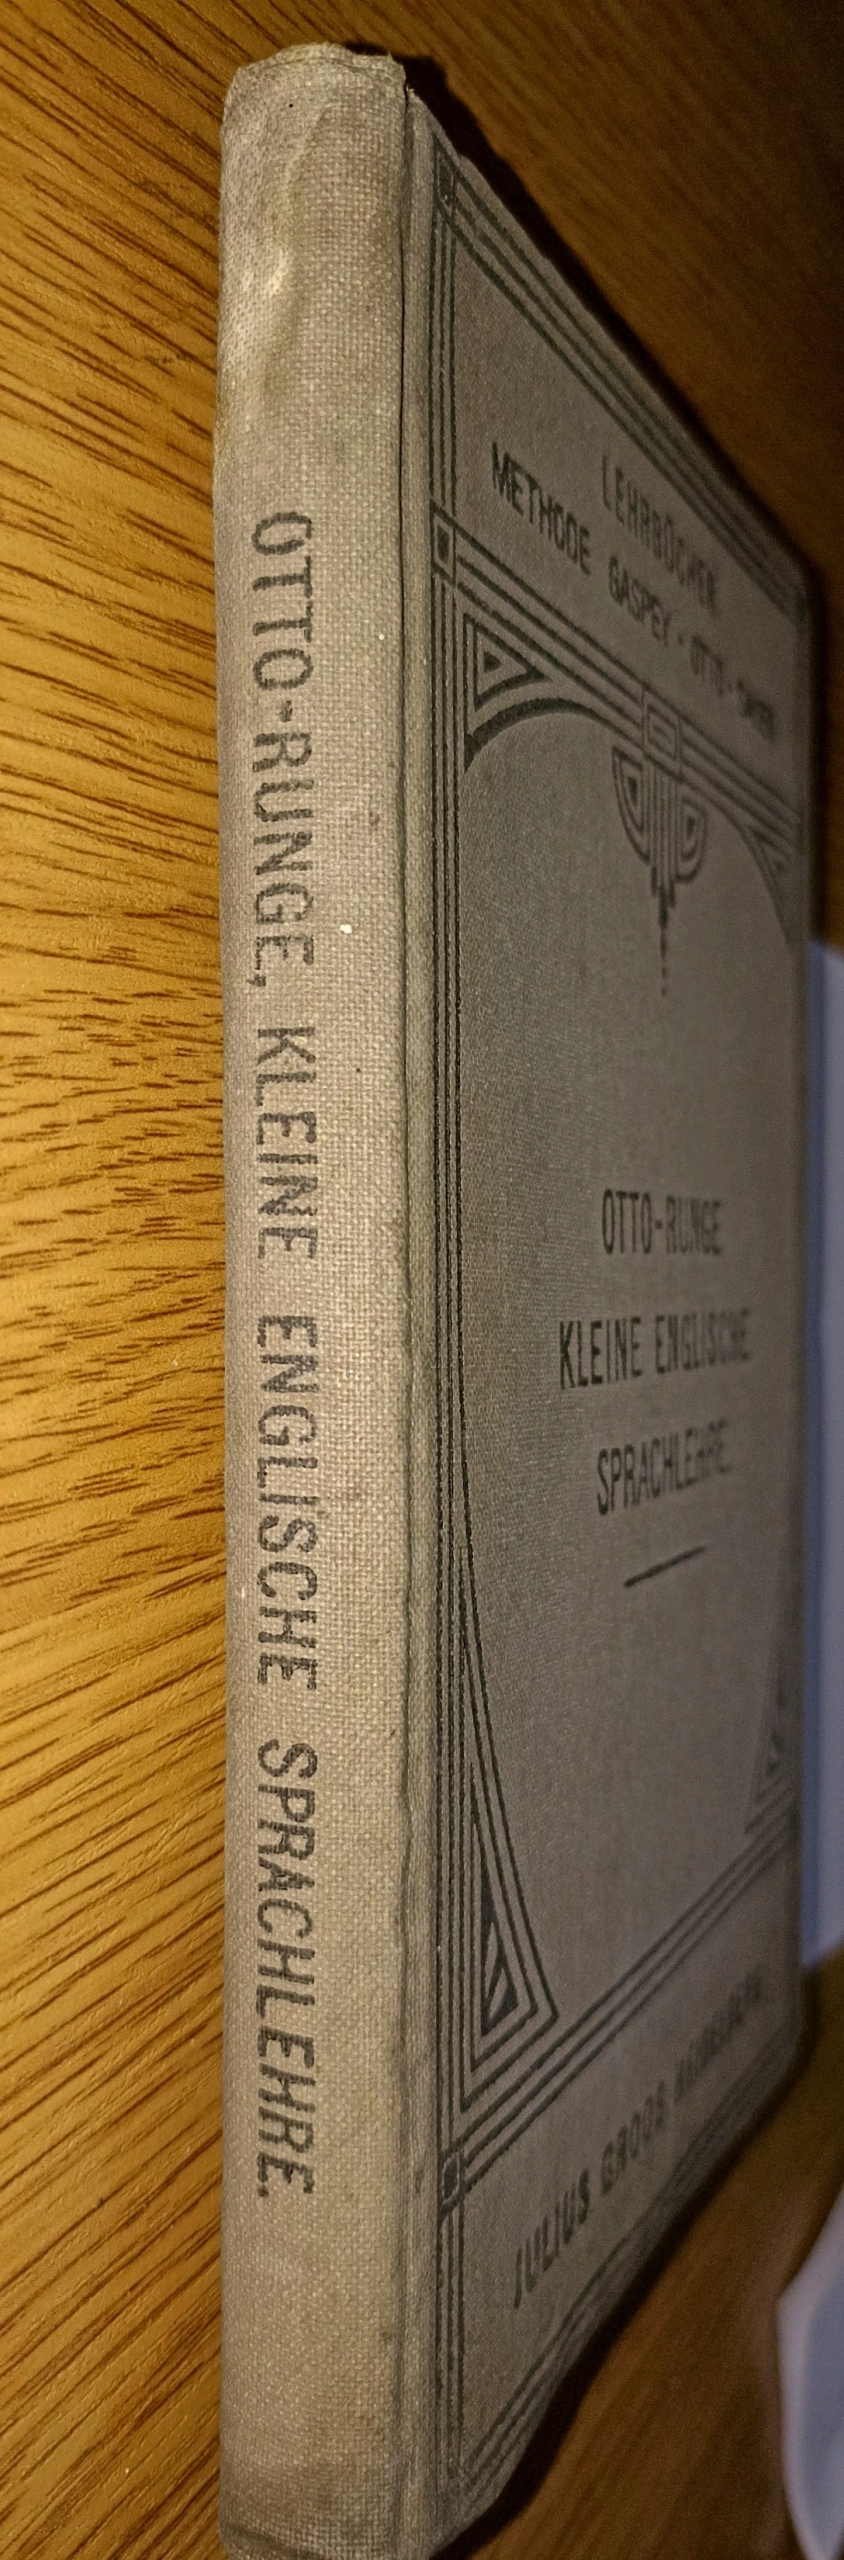 OTTO-RUNGE, KLEINE ENGLISCHE SPRACHLEHRE.
LEHRBÜCHER
METHODE GASPEY - OTTO - SAUER
OTTO-RUNGE
KLEINE ENGLISCHE
SPRACHLEHRE.
JULIUS GROOS HEIDELBERG.